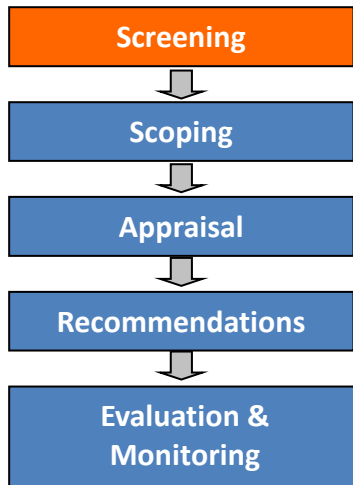 Screening
Scoping
Appraisal
Recommendations
Evaluation &
Monitoring